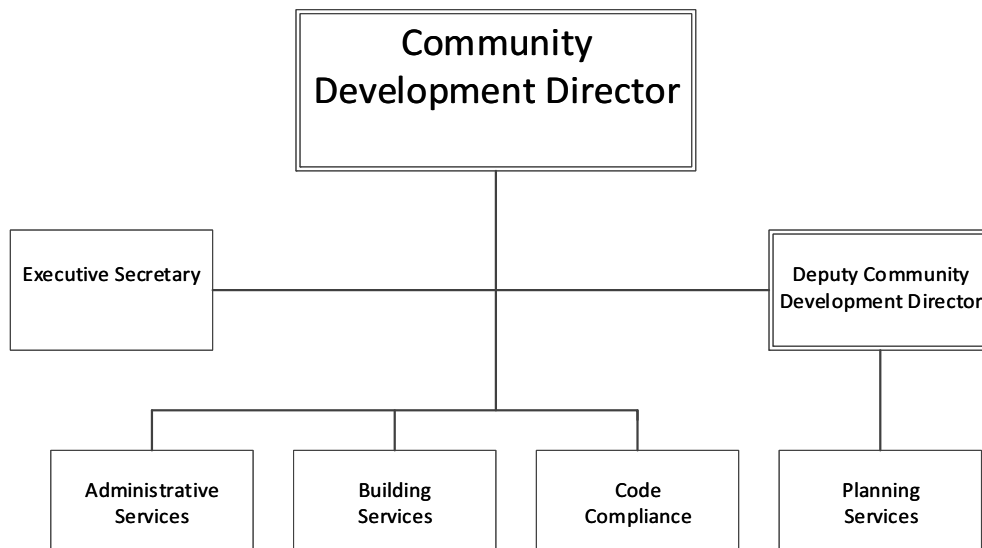 Community
Development Director
Executive Secretary
Deputy Community
Development Director
Administrative
Services
Building
Services
Code
Compliance
Planning
Services